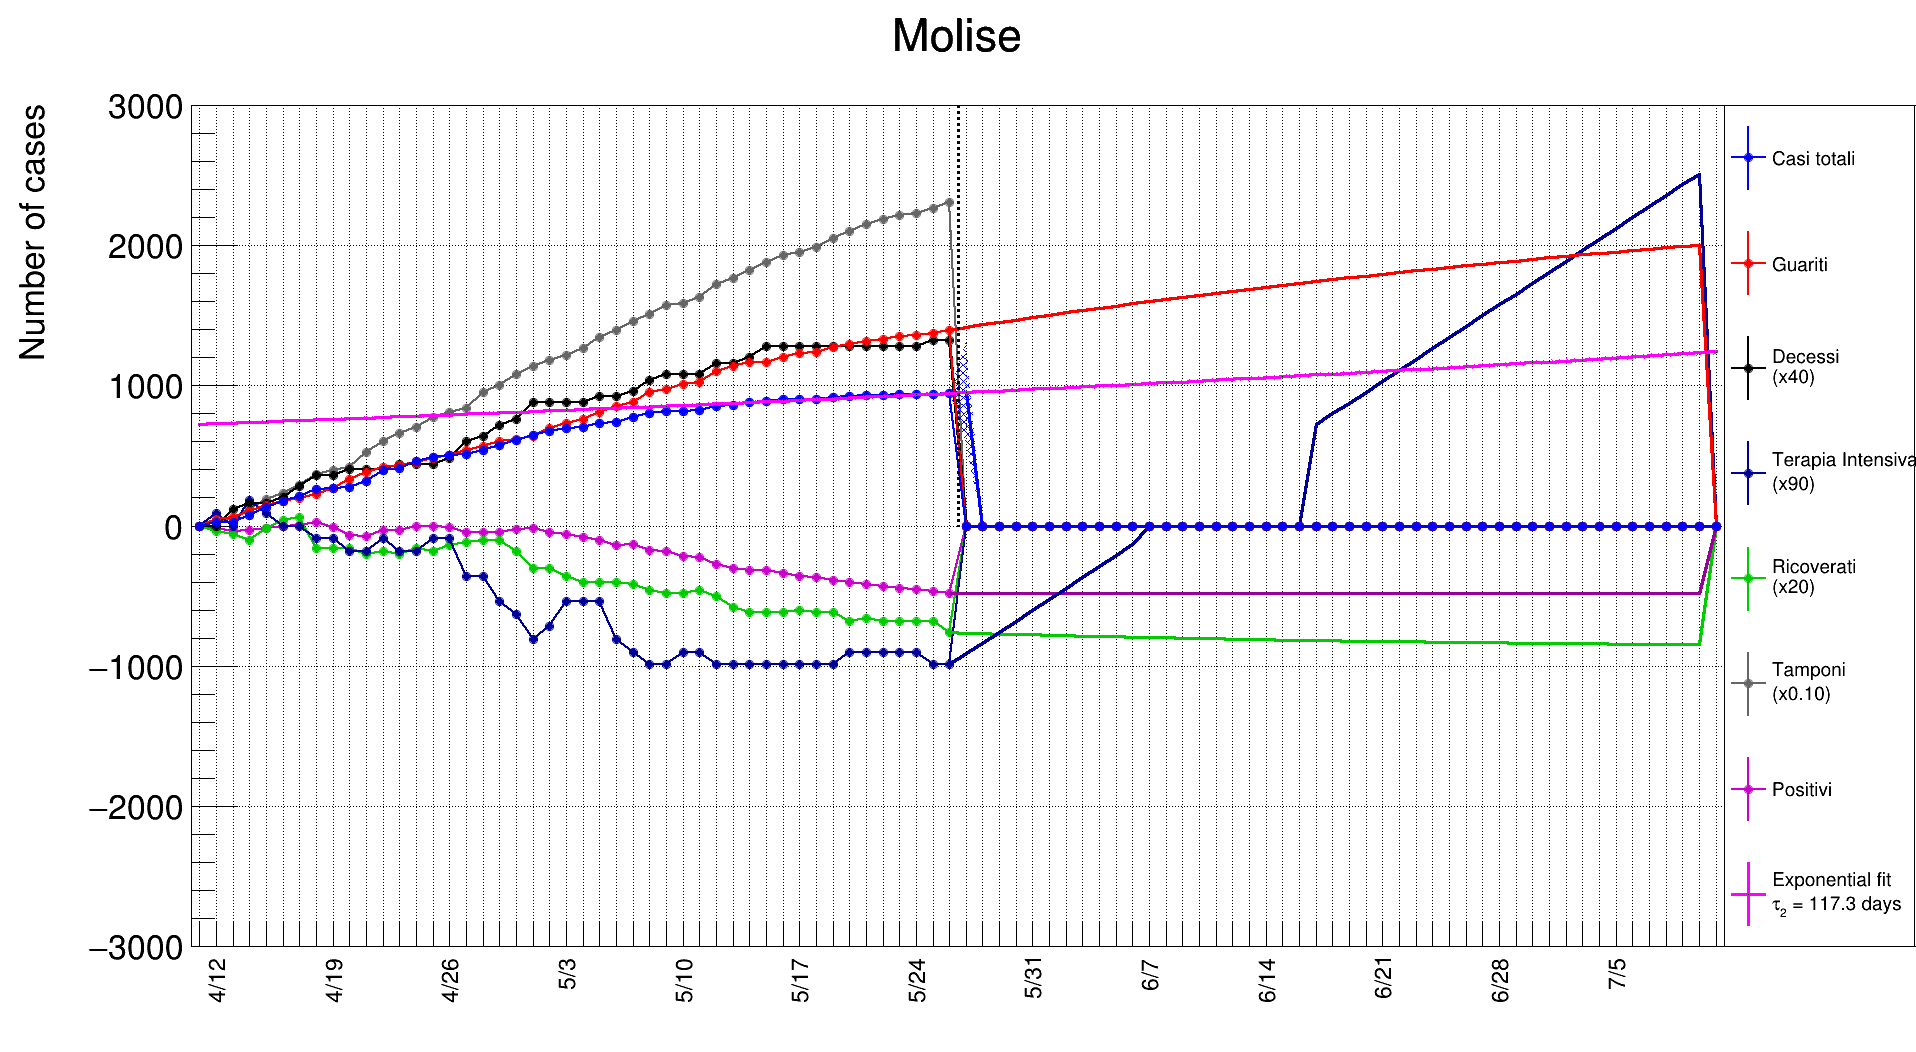 Molise
Number of cases
3000
2000
1000
0
−1000
−2000
−3000
4/12
4/19
4/26
5/3
5/10
5/17
5/24
5/31
6/7
6/14
6/21
6/28
7/5
Casi totali
Guariti
Decessi
(x40)
Terapia Intensiva
(x90)
Ricoverati
(x20)
Tamponi
(x0.10)
Positivi
Exponential fit
τ2 = 117.3 days